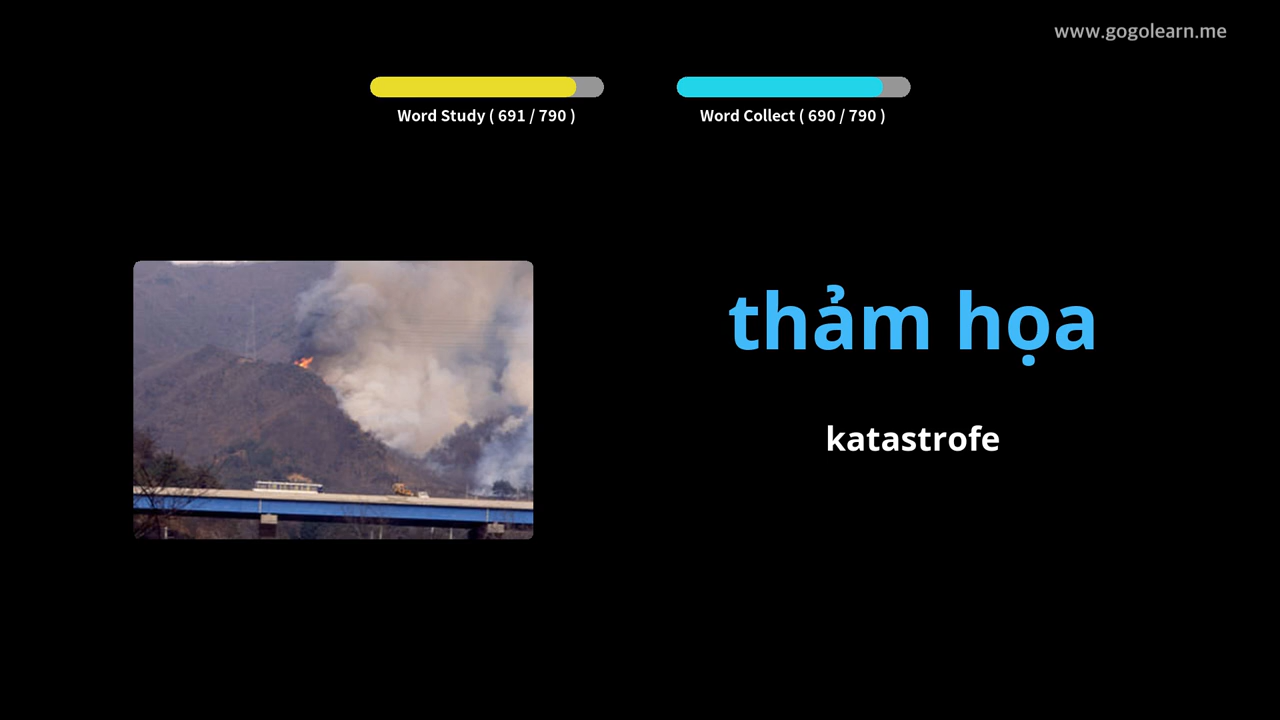 www.gogolearn.me
Word Study ( 691 / 790 )
Word Collect ( 690 / 790 )
thảm họa
katastrofe